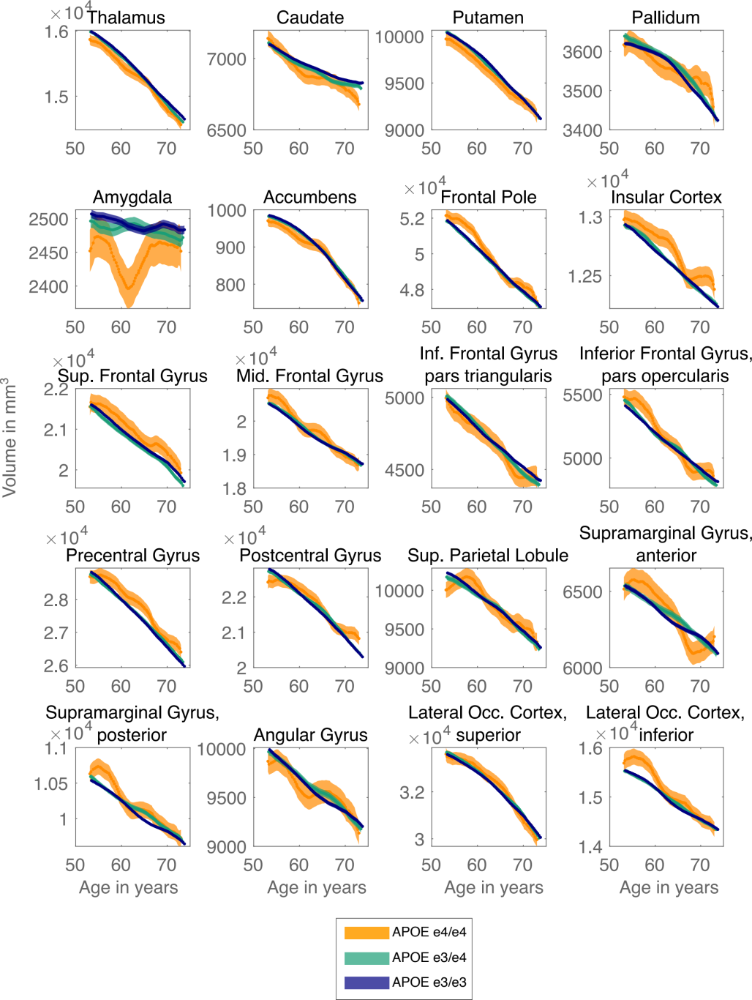 ×10⁴
Thalamus
Caudate
Putamen
Pallidum
1.6
1.5
50 60 70
7000
6500
50 60 70
10000
9500
9000
50 60 70
3600
3500
3400
50 60 70
Amygdala
Accumbens
×10⁴
Frontal Pole
×10⁴
Insular Cortex
2500
2450
2400
50 60 70
1000
900
800
50 60 70
5.2
5
4.8
50 60 70
1.3
1.25
50 60 70
×10⁴
Sup. Frontal Gyrus
×10⁴
Mid. Frontal Gyrus
Inf. Frontal Gyrus
pars triangularis
Inferior Frontal Gyrus,
pars opercularis
2.2
2.1
2
50 60 70
2
1.9
1.8
50 60 70
5000
4500
50 60 70
5500
5000
50 60 70
Volume in mm³
×10⁴
Precentral Gyrus
×10⁴
Postcentral Gyrus
Sup. Parietal Lobule
Supramarginal Gyrus,
anterior
2.8
2.7
2.6
50 60 70
2.2
2.1
2
50 60 70
10000
9500
9000
50 60 70
6500
6000
50 60 70
Supramarginal Gyrus,
posterior
×10⁴
Angular Gyrus
Lateral Occ. Cortex,
superior
×10⁴
Lateral Occ. Cortex,
inferior
×10⁴
1.1
1.05
1
50 60 70
Age in years
10000
9500
9000
50 60 70
Age in years
3.2
3
50 60 70
Age in years
1.6
1.5
1.4
50 60 70
Age in years
APOE e4/e4
APOE e3/e4
APOE e3/e3